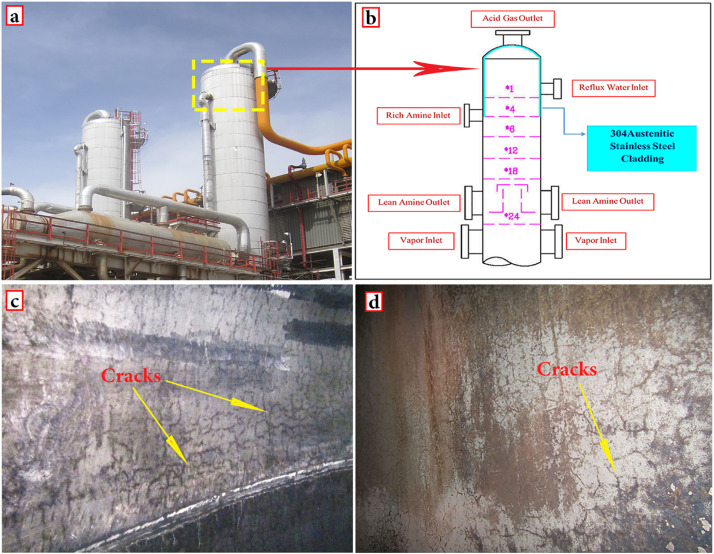 a
b
Acid Gas Outlet
*1
Reflux Water Inlet
Rich Amine Inlet
*4
*6
304Austenitic
Stainless Steel
Cladding
*12
*18
Lean Amine Outlet
Lean Amine Outlet
*24
Vapor Inlet
Vapor Inlet
c
Cracks
d
Cracks